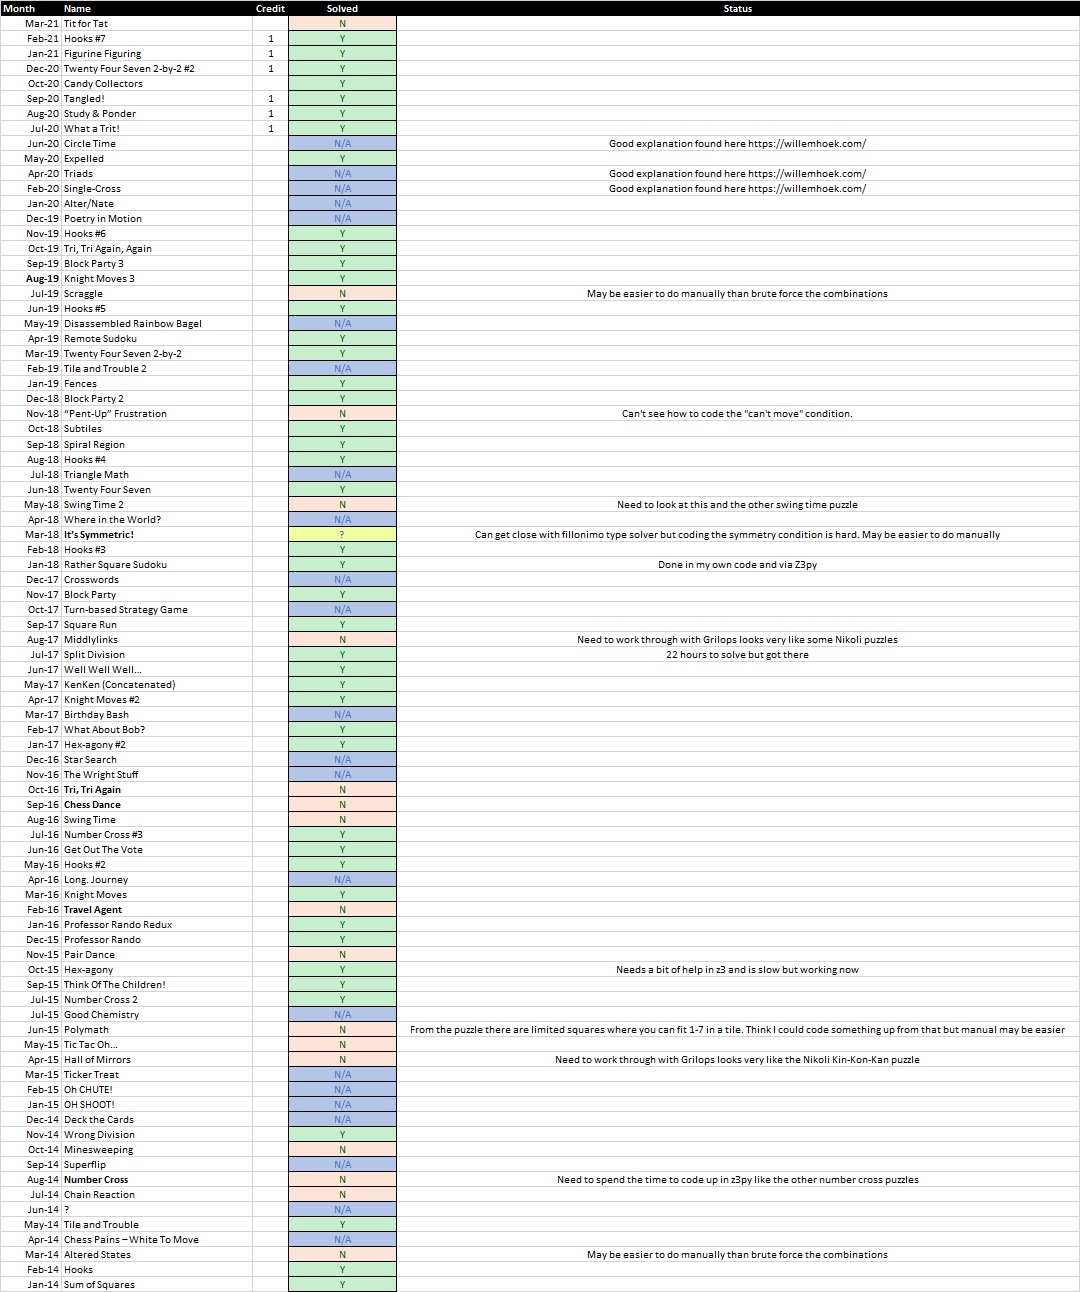 Month Name Credit Solved Status
Mar-21 Tit for Tat N
Feb-21 Hooks #7 1 Y
Jan-21 Figurine Figuring 1 Y
Dec-20 Twenty Four Seven 2-by-2 #2 1 Y
Oct-20 Candy Collectors Y
Sep-20 Tangled! 1 Y
Aug-20 Study & Ponder 1 Y
Jul-20 What a Trit! 1 Y
Jun-20 Circle Time N/A Good explanation found here https://willemhoek.com/
May-20 Expelled Y
Apr-20 Triads N/A Good explanation found here https://willemhoek.com/
Feb-20 Single-Cross N/A Good explanation found here https://willemhoek.com/
Jan-20 Alter/Nate N/A
Dec-19 Poetry in Motion N/A
Nov-19 Hooks #6 Y
Oct-19 Tri, Tri Again, Again Y
Sep-19 Block Party 3 Y
Aug-19 Knight Moves 3 Y
Jul-19 Scraggle N May be easier to do manually than brute force the combinations
Jun-19 Hooks #5 Y
May-19 Disassembled Rainbow Bagel N/A
Apr-19 Remote Sudoku Y
Mar-19 Twenty Four Seven 2-by-2 Y
Feb-19 Tile and Trouble 2 N/A
Jan-19 Fences Y
Dec-18 Block Party 2 Y
Nov-18 “Pent-Up” Frustration N Can't see how to code the "can't move" condition.
Oct-18 Subtiles Y
Sep-18 Spiral Region Y
Aug-18 Hooks #4 Y
Jul-18 Triangle Math N/A
Jun-18 Twenty Four Seven Y
May-18 Swing Time 2 N Need to look at this and the other swing time puzzle
Apr-18 Where in the World? N/A
Mar-18 It’s Symmetric! ? Can get close with fillonimo type solver but coding the symmetry condition is hard. May be easier to do manually
Feb-18 Hooks #3 Y
Jan-18 Rather Square Sudoku Y Done in my own code and via Z3py
Dec-17 Crosswords N/A
Nov-17 Block Party Y
Oct-17 Turn-based Strategy Game N/A
Sep-17 Square Run Y
Aug-17 Middlylinks N Need to work through with Grilops looks very like some Nikoli puzzles
Jul-17 Split Division Y 22 hours to solve but got there
Jun-17 Well Well Well… Y
May-17 KenKen (Concatenated) Y
Apr-17 Knight Moves #2 Y
Mar-17 Birthday Bash N/A
Feb-17 What About Bob? Y
Jan-17 Hex-agony #2 Y
Dec-16 Star Search N/A
Nov-16 The Wright Stuff N/A
Oct-16 Tri, Tri Again N
Sep-16 Chess Dance N
Aug-16 Swing Time N
Jul-16 Number Cross #3 Y
Jun-16 Get Out The Vote Y
May-16 Hooks #2 Y
Apr-16 Long. Journey N/A
Mar-16 Knight Moves Y
Feb-16 Travel Agent N
Jan-16 Professor Rando Redux Y
Dec-15 Professor Rando Y
Nov-15 Pair Dance N
Oct-15 Hex-agony Y Needs a bit of help in z3 and is slow but working now
Sep-15 Think Of The Children! Y
Jul-15 Number Cross 2 Y
Jul-15 Good Chemistry N/A
Jun-15 Polymath N From the puzzle there are limited squares where you can fit 1-7 in a tile. Think I could code something up from that but manual may be easier
May-15 Tic Tac Oh… N
Apr-15 Hall of Mirrors N Need to work through with Grilops looks very like the Nikoli Kin-Kon-Kan puzzle
Mar-15 Ticker Treat N/A
Feb-15 Oh CHUTE! N/A
Jan-15 OH SHOOT! N/A
Dec-14 Deck the Cards N/A
Nov-14 Wrong Division Y
Oct-14 Minesweeping N
Sep-14 Superflip N/A
Aug-14 Number Cross N Need to spend the time to code up in z3py like the other number cross puzzles
Jul-14 Chain Reaction N
Jun-14 ? N/A
May-14 Tile and Trouble Y
Apr-14 Chess Pains – White To Move N/A
Mar-14 Altered States N May be easier to do manually than brute force the combinations
Feb-14 Hooks Y
Jan-14 Sum of Squares Y